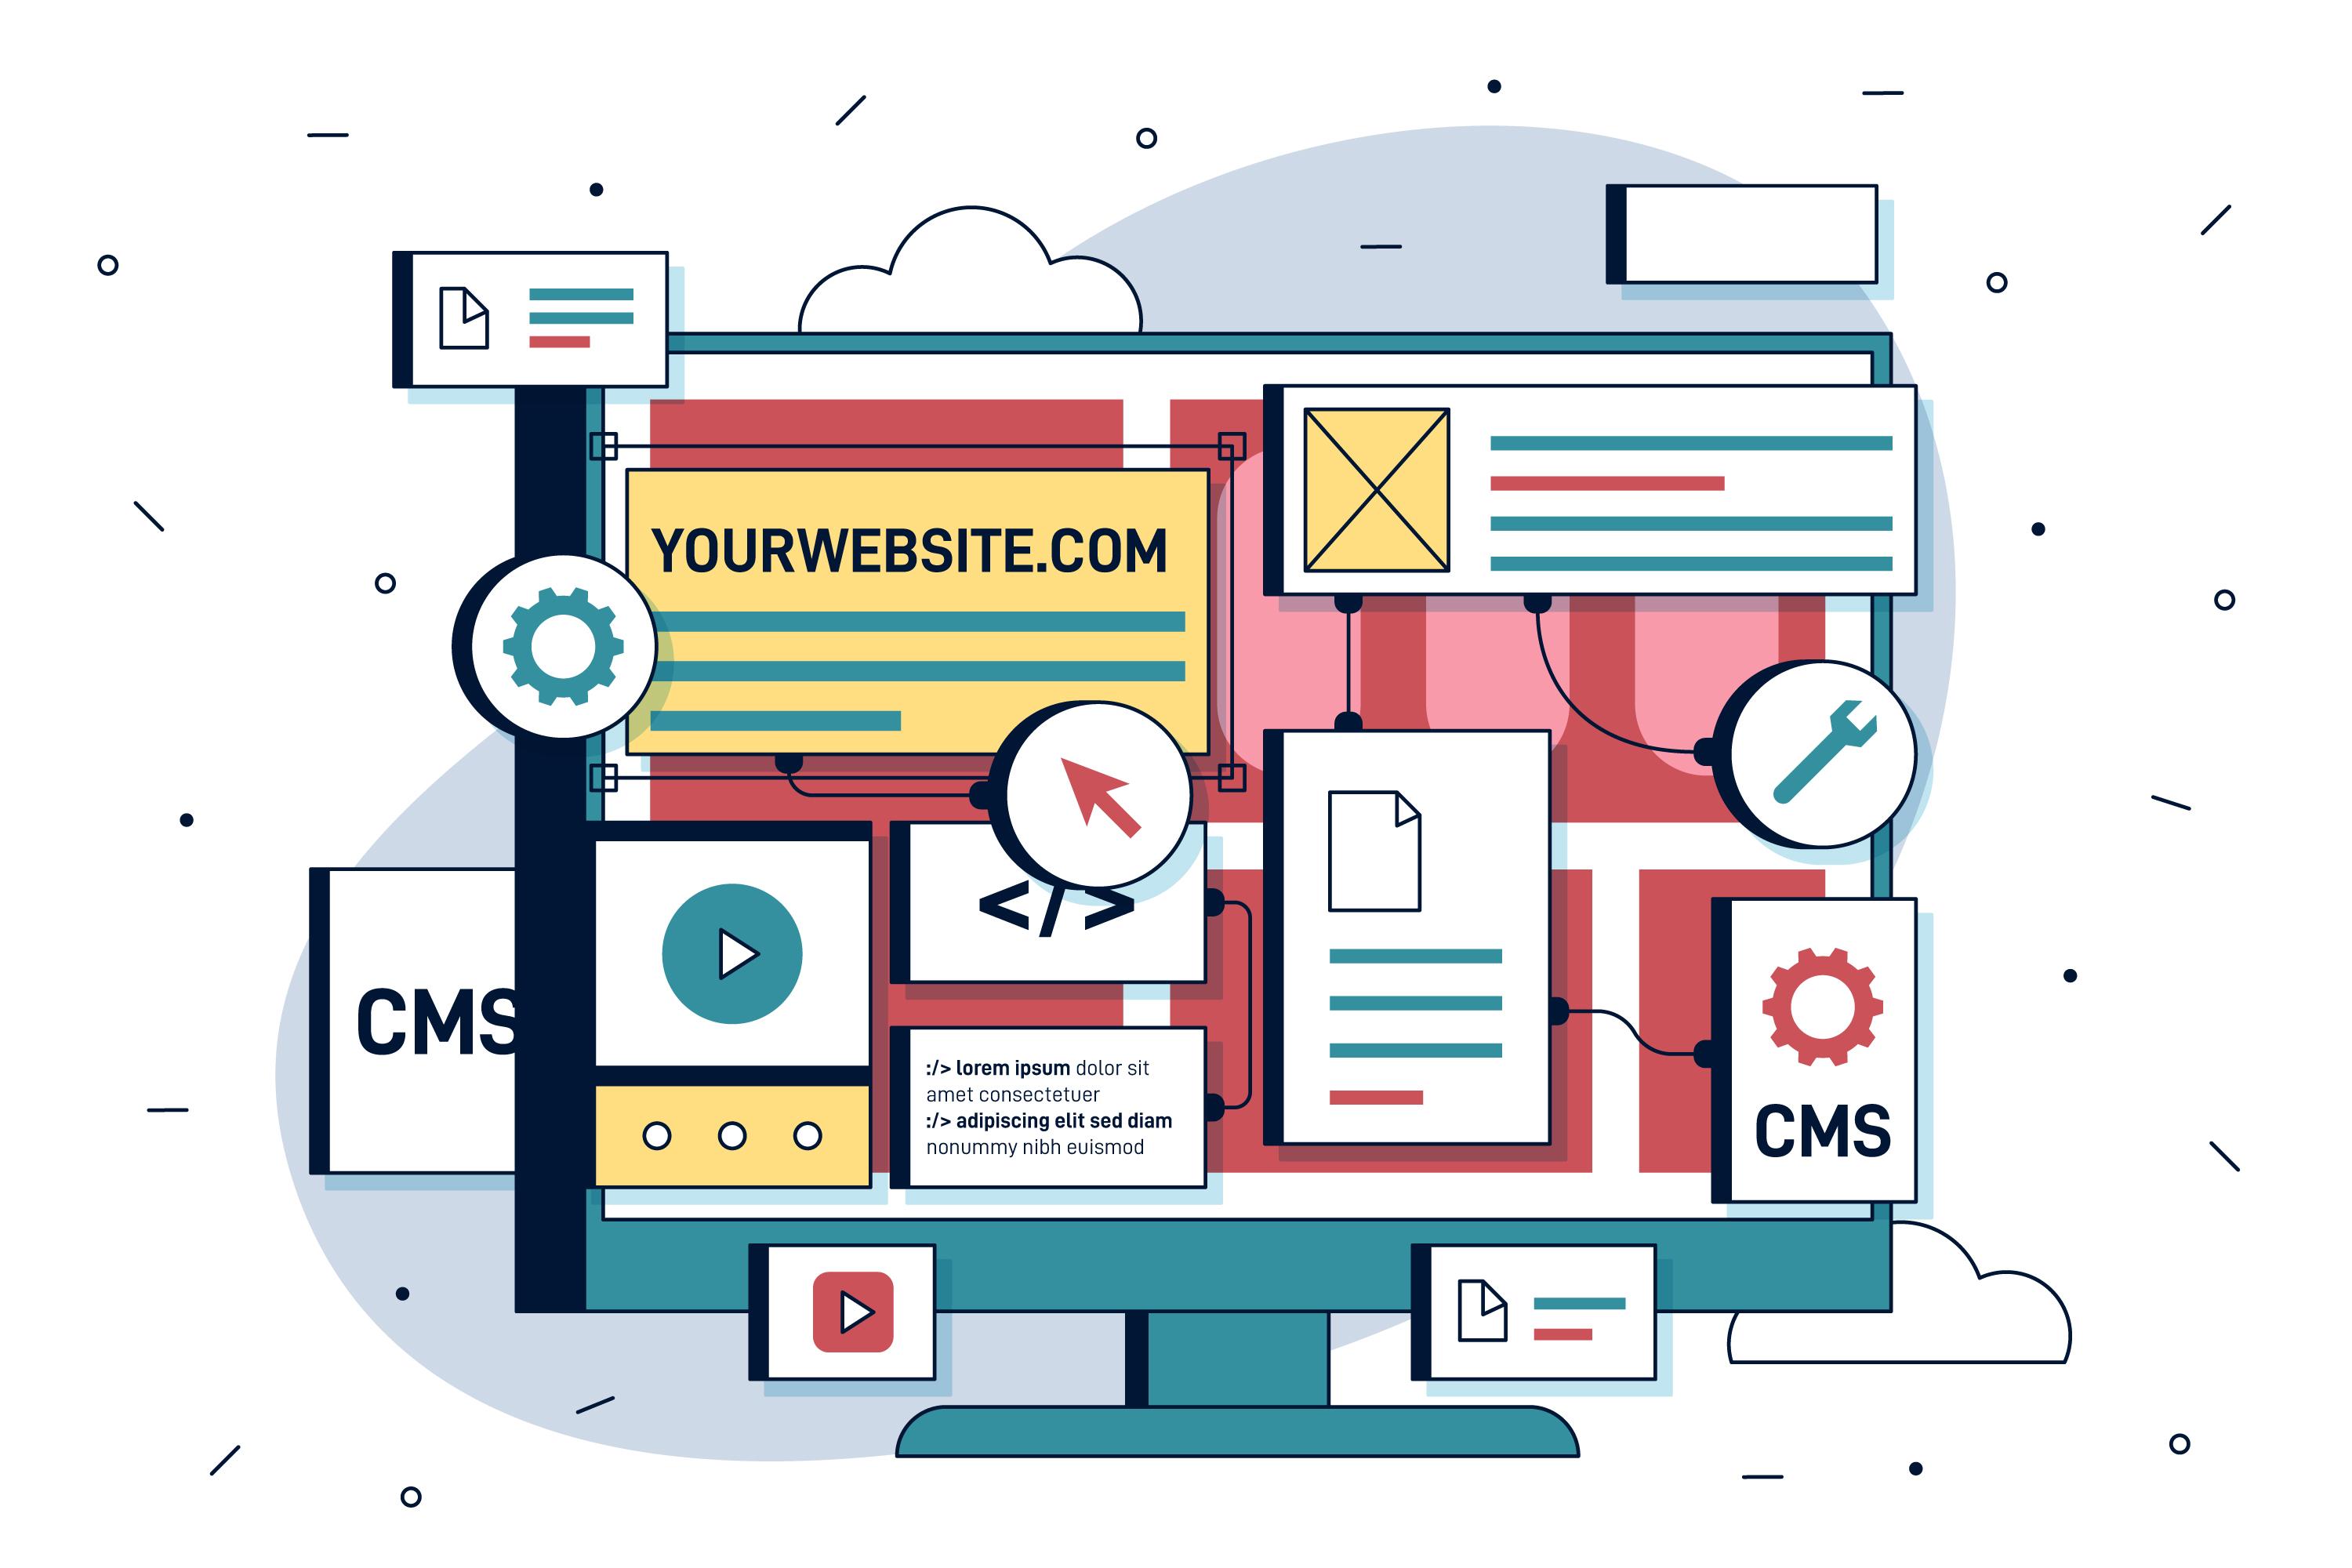 YOURWEBSITE.COM
</>
CMS
:/> lorem ipsum dolor sit
amet consectetuer
:/> adipiscing elit sed diam
nonummy nibh euismod
CMS